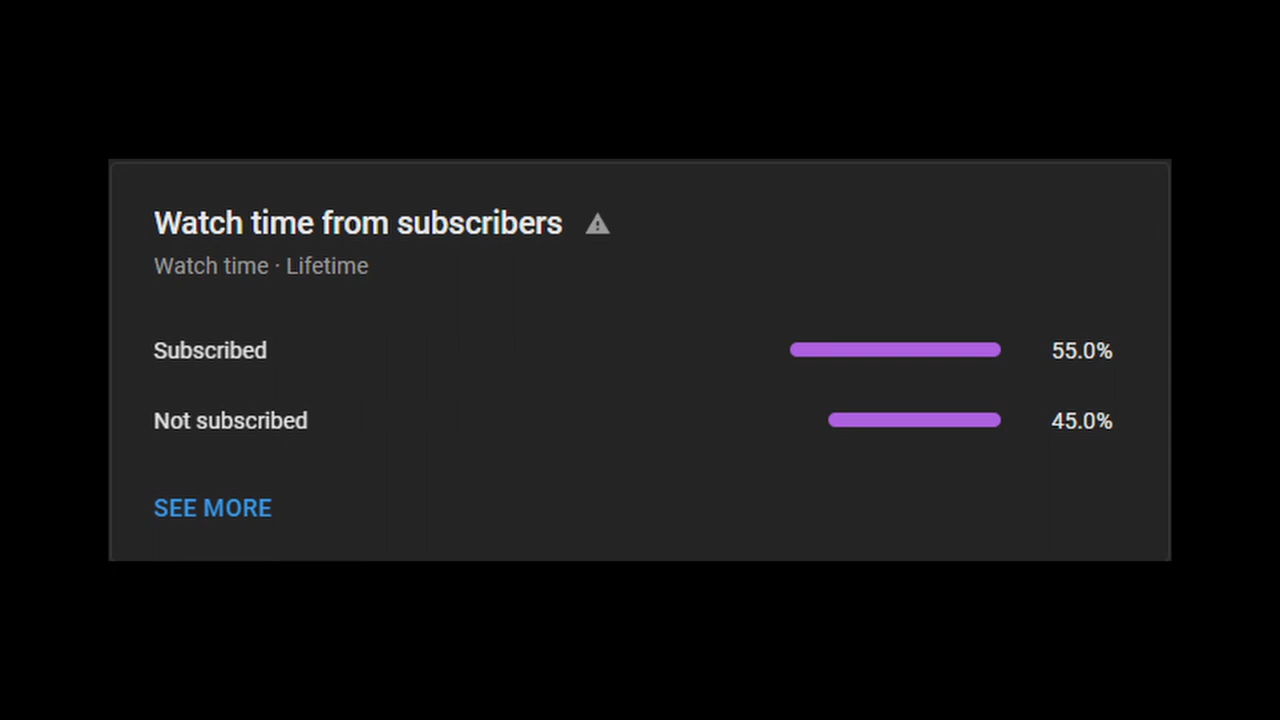 Watch time from subscribers
Watch time · Lifetime
Subscribed 55.0%
Not subscribed 45.0%
SEE MORE